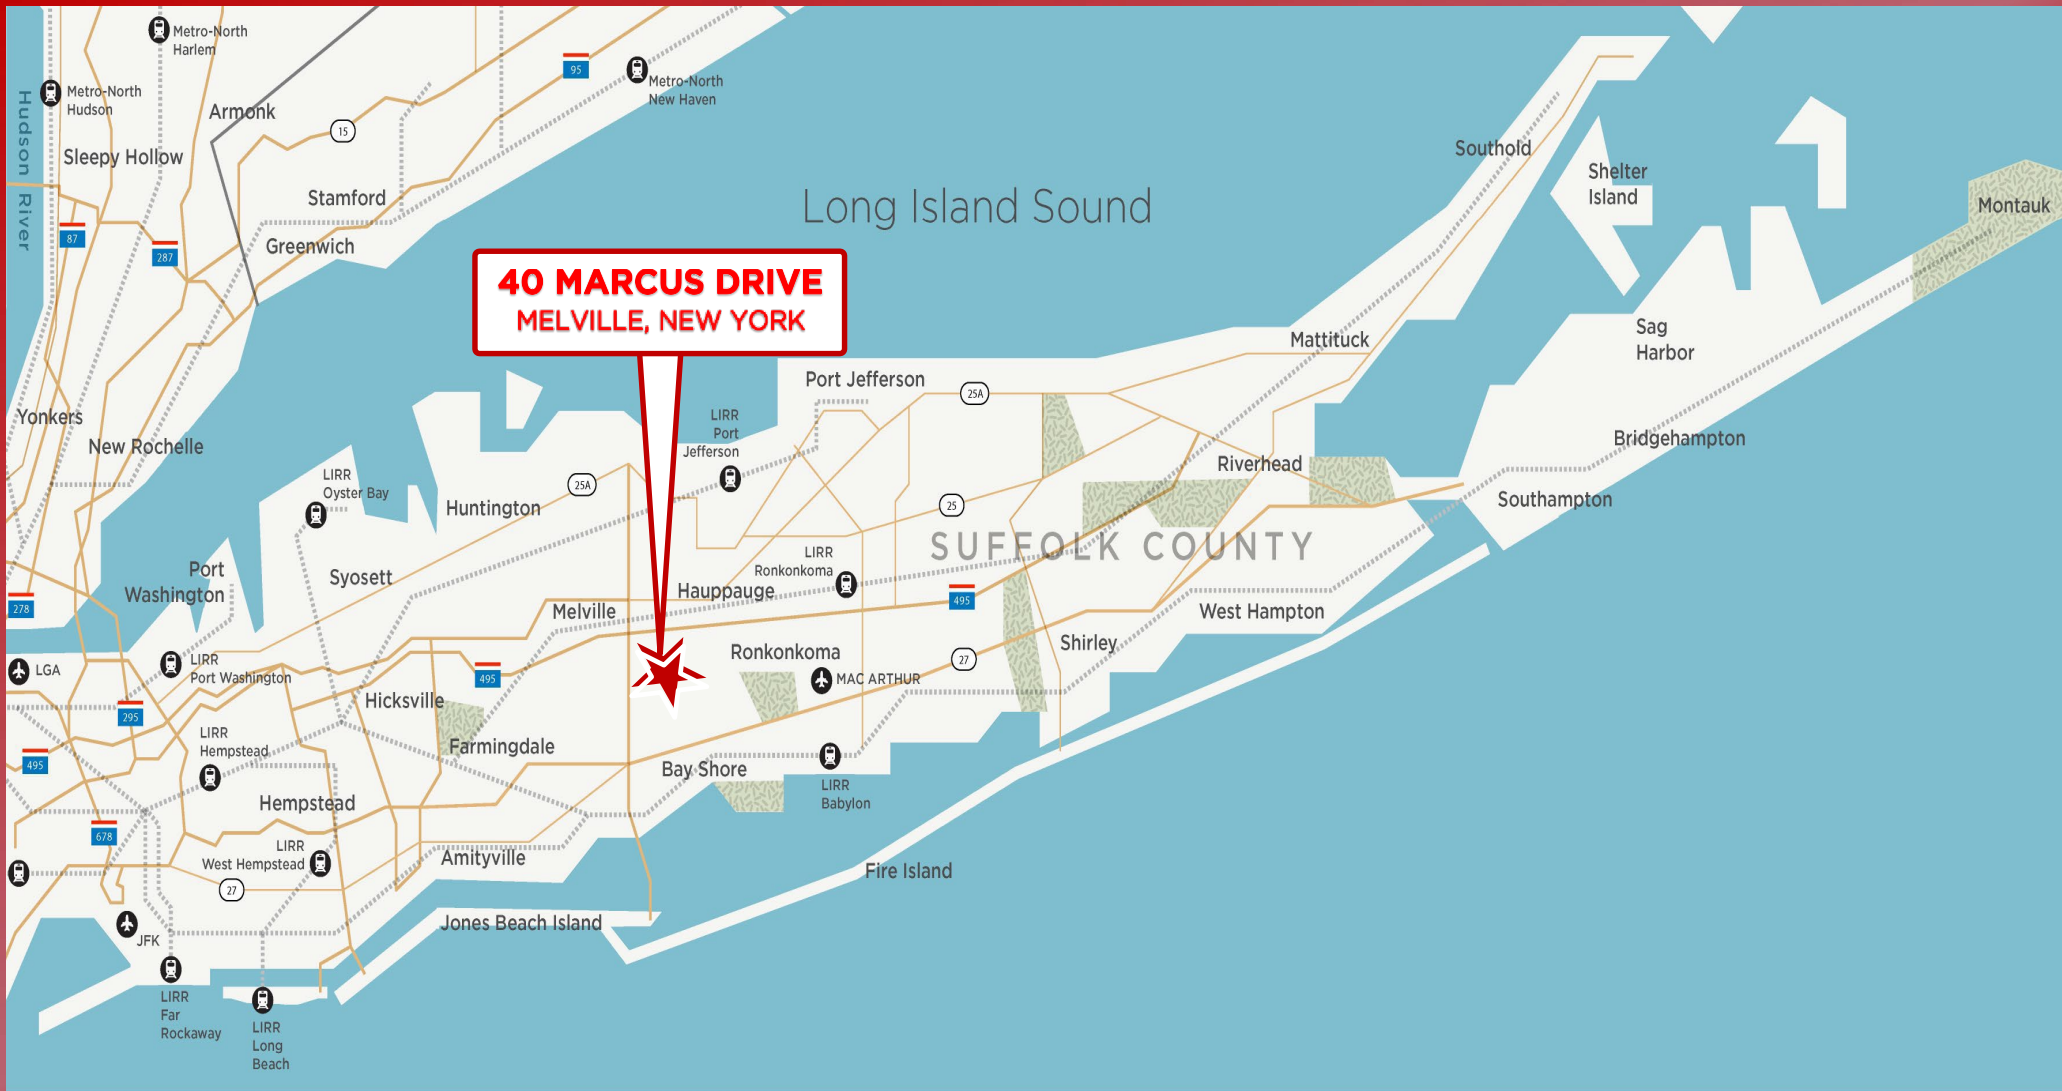 Metro-North
Harlem
Metro-North
Hudson
Hudson River
Armonk
Sleepy Hollow
15
95
Metro-North
New Haven
Stamford
Greenwich
87
287
Long Island Sound
Southold
Shelter
Island
Montauk
40 MARCUS DRIVE
MELVILLE, NEW YORK
Mattituck
Sag
Harbor
Port Jefferson
25A
Yonkers
New Rochelle
LIRR
Port
Jefferson
Bridgehampton
Riverhead
LIRR
Oyster Bay
25A
Huntington
25
Southampton
SUFFOLK COUNTY
Port
Washington
Syosett
LIRR
Ronkonkoma
Hauppauge
495
278
Melville
West Hampton
Shirley
27
Ronkonkoma
MAC ARTHUR
LGA
LIRR
Port Washington
495
Hicksville
295
LIRR
Hempstead
495
Farmingdale
Bay Shore
LIRR
Babylon
Hempstead
678
LIRR
West Hempstead
27
Amityville
Fire Island
Jones Beach Island
JFK
LIRR
Far
Rockaway
LIRR
Long
Beach